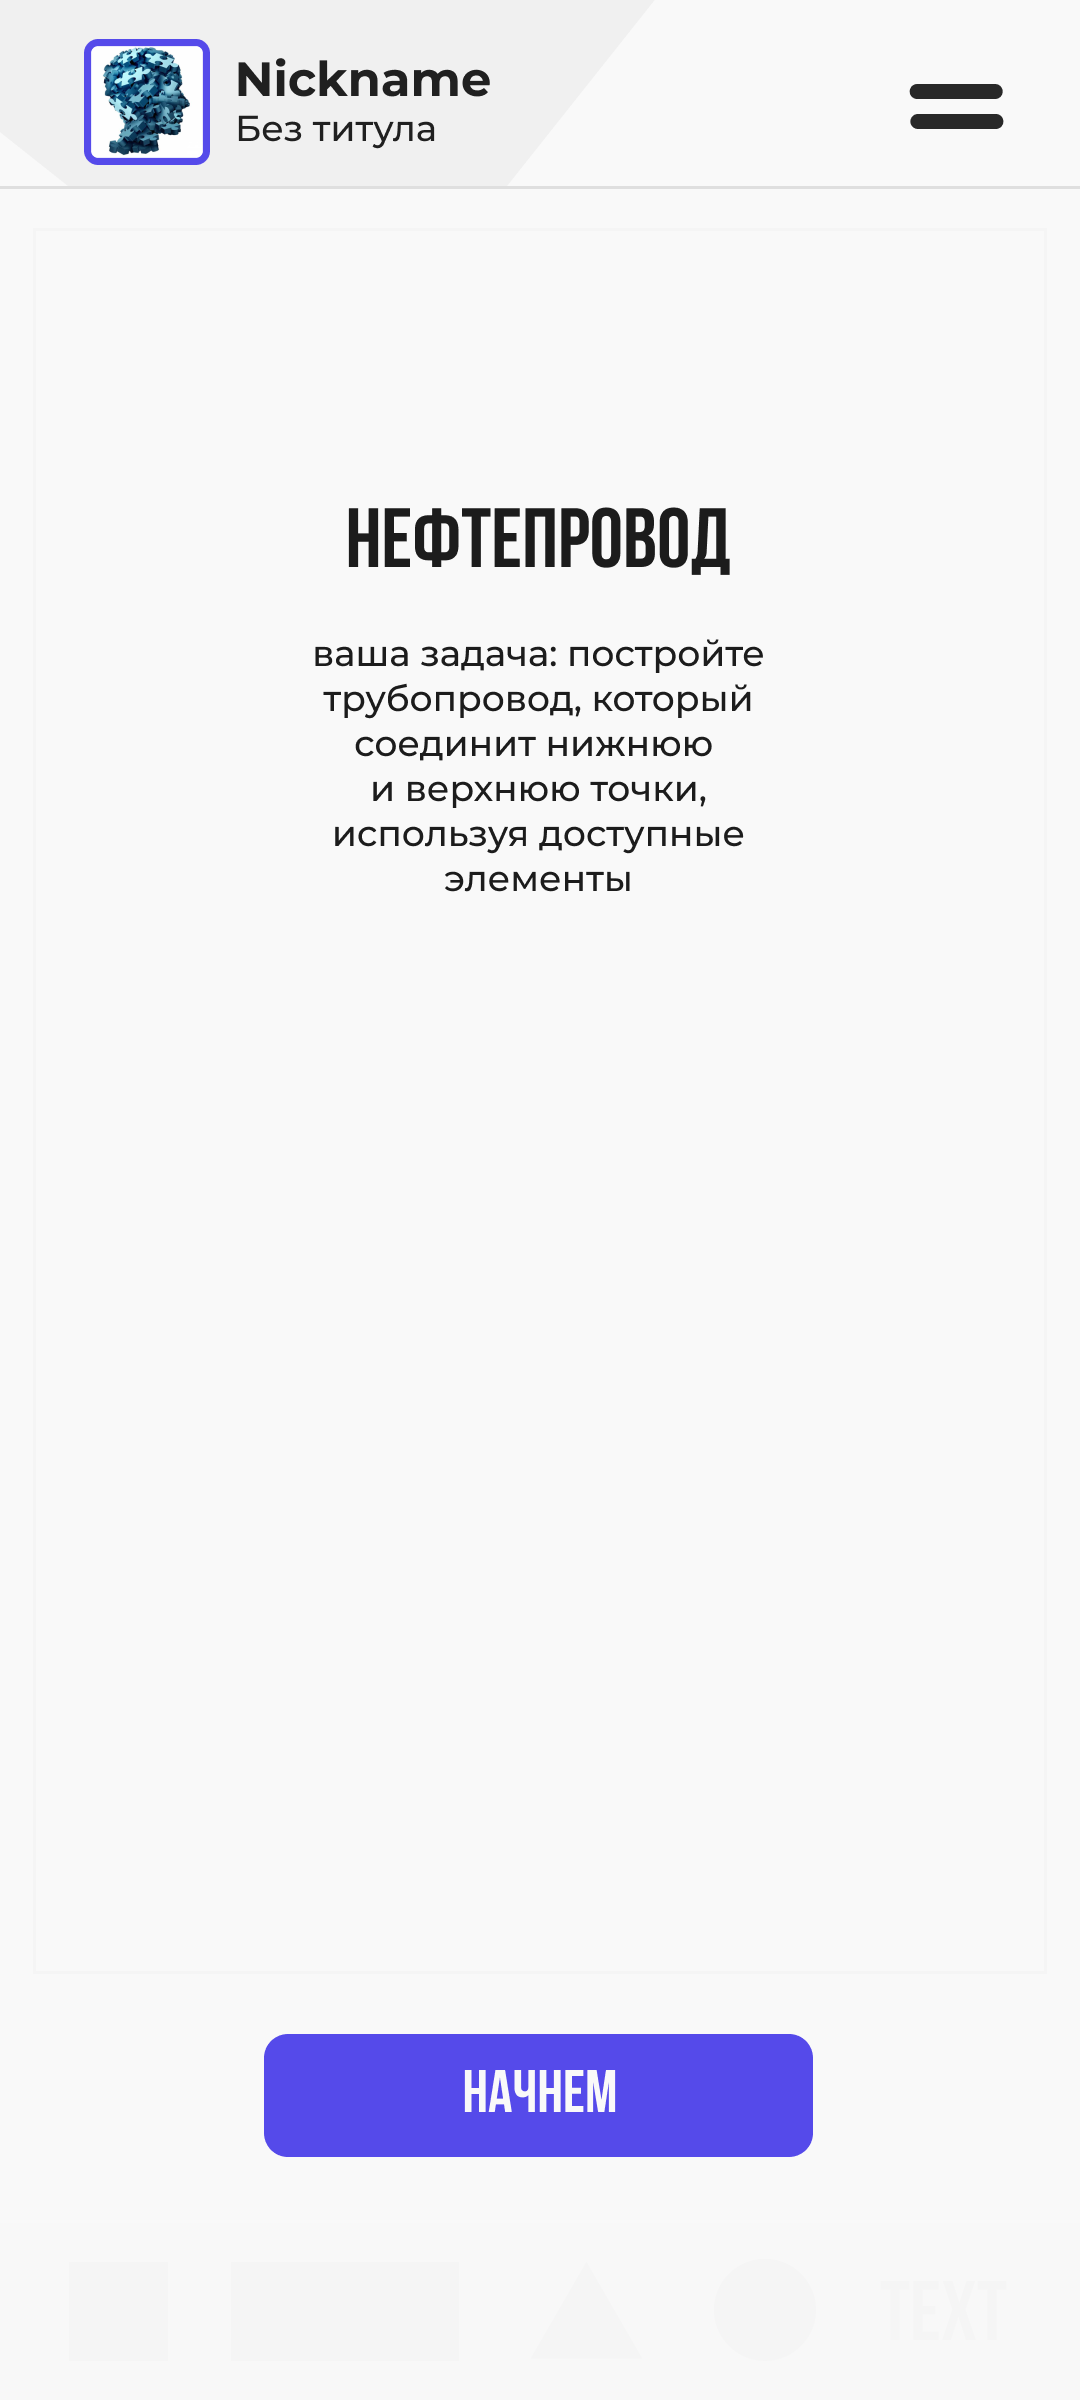 Nickname
Без титула
НЕФТЕПРОВОД
ваша задача: постройте
трубопровод, который
соединит нижнюю
и верхнюю точки,
используя доступные
элементы
НАЧНЕМ
TEXT